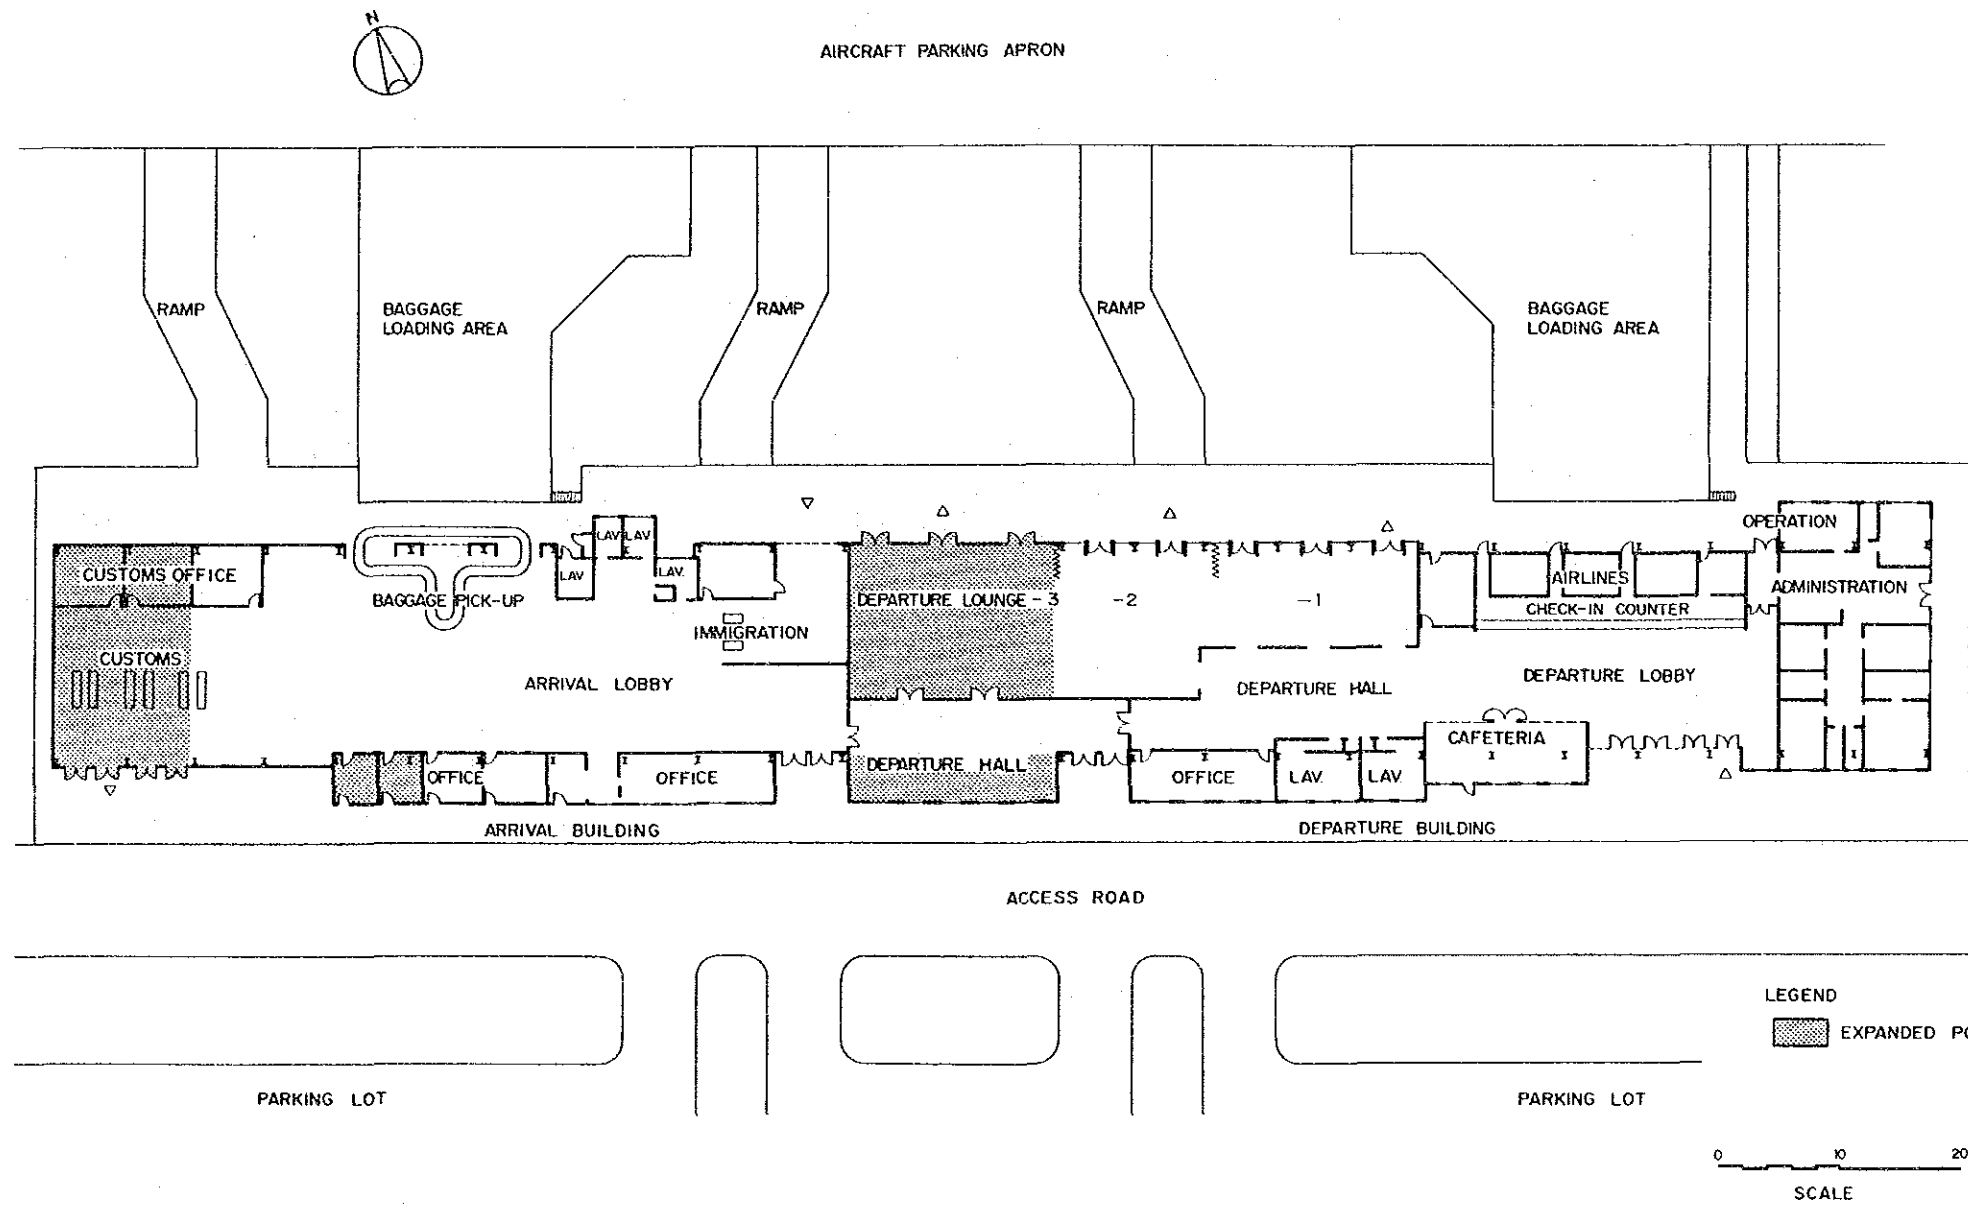 N
AIRCRAFT PARKING APRON
RAMP
BAGGAGE
LOADING AREA
RAMP
RAMP
BAGGAGE
LOADING AREA
OPERATION
CUSTOMS OFFICE
LAV
LAV
LAV
LAV.
BAGGAGE PICK-UP
DEPARTURE LOUNGE - 3
-2
-1
AIRLINES
CHECK-IN COUNTER
ADMINISTRATION
IMMIGRATION
CUSTOMS
ARRIVAL LOBBY
DEPARTURE HALL
DEPARTURE LOBBY
CAFETERIA
OFFICE
OFFICE
DEPARTURE HALL
OFFICE
LAV.
LAV.
ARRIVAL BUILDING
DEPARTURE BUILDING
ACCESS ROAD
LEGEND
EXPANDED PO
PARKING LOT
PARKING LOT
0 10 20
SCALE